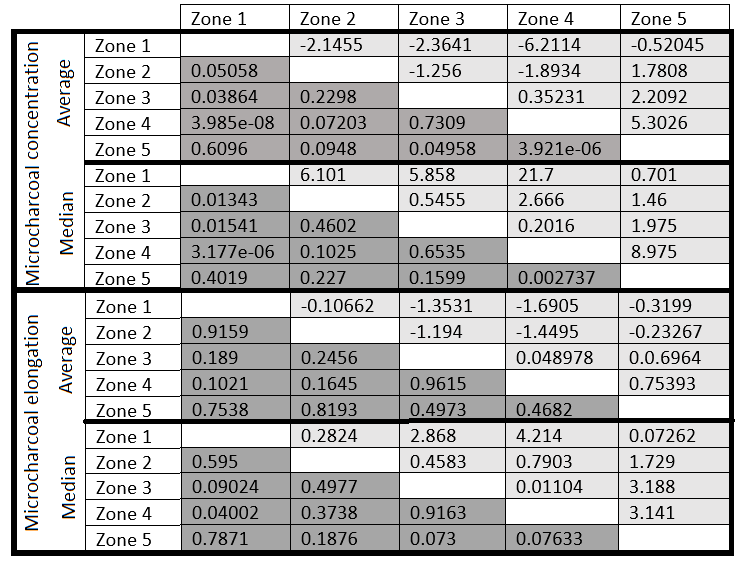 Zone 1 Zone 2 Zone 3 Zone 4 Zone 5
Microcharcoal concentration
Average
Zone 1 -2.1455 -2.3641 -6.2114 -0.52045
Zone 2 0.05058 -1.256 -1.8934 1.7808
Zone 3 0.03864 0.2298 0.35231 2.2092
Zone 4 3.985e-08 0.07203 0.7309 5.3026
Zone 5 0.6096 0.0948 0.04958 3.921e-06
Median
Zone 1 6.101 5.858 21.7 0.701
Zone 2 0.01343 0.5455 2.666 1.46
Zone 3 0.01541 0.4602 0.2016 1.975
Zone 4 3.177e-06 0.1025 0.6535 8.975
Zone 5 0.4019 0.227 0.1599 0.002737
Microcharcoal elongation
Average
Zone 1 -0.10662 -1.3531 -1.6905 -0.3199
Zone 2 0.9159 -1.194 -1.4495 -0.23267
Zone 3 0.189 0.2456 0.048978 0.0.6964
Zone 4 0.1021 0.1645 0.9615 0.75393
Zone 5 0.7538 0.8193 0.4973 0.4682
Median
Zone 1 0.2824 2.868 4.214 0.07262
Zone 2 0.595 0.4583 0.7903 1.729
Zone 3 0.09024 0.4977 0.01104 3.188
Zone 4 0.04002 0.3738 0.9163 3.141
Zone 5 0.7871 0.1876 0.073 0.07633